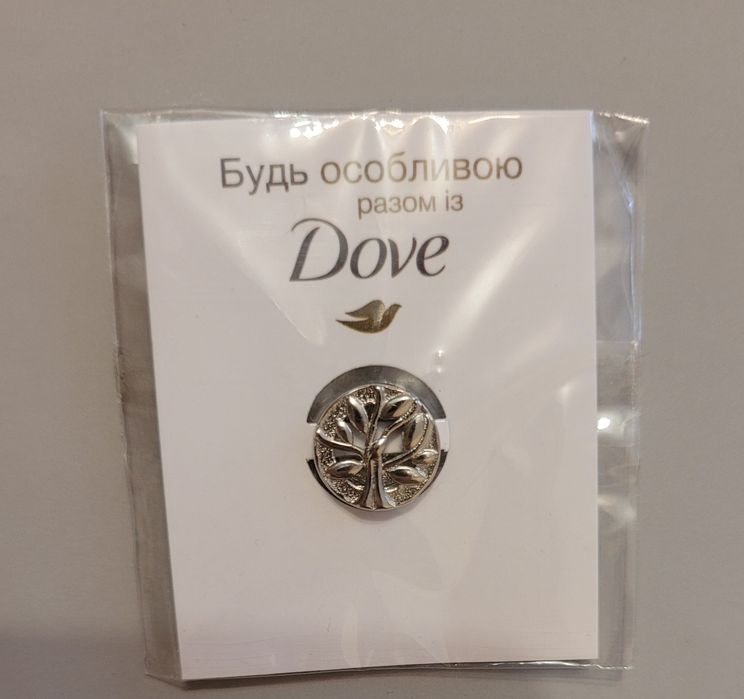 Будь особливою
разом із
Dove